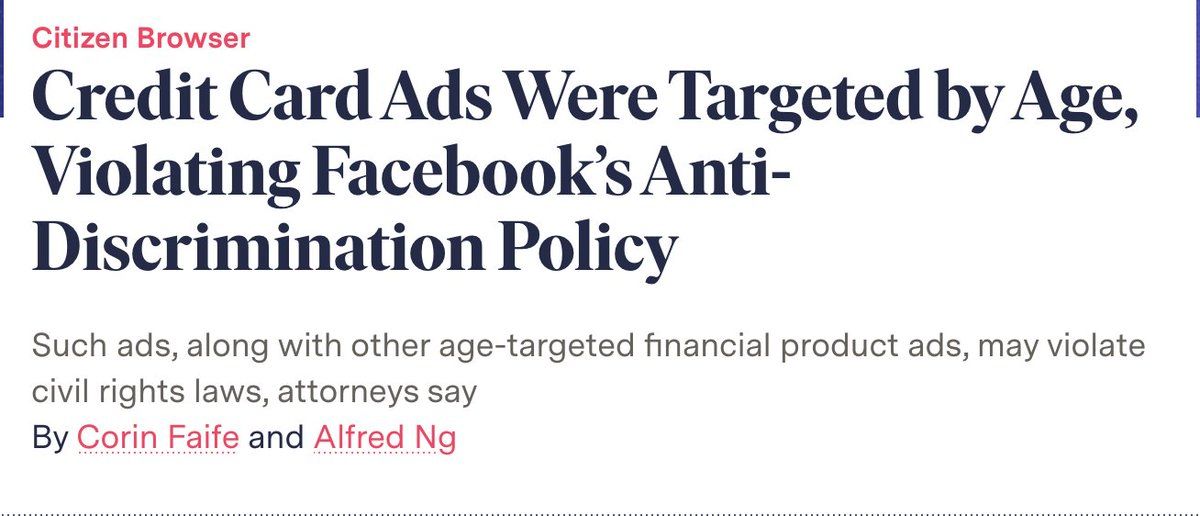 Citizen Browser
Credit Card Ads Were Targeted by Age,
Violating Facebook’s Anti-
Discrimination Policy
Such ads, along with other age-targeted financial product ads, may violate
civil rights laws, attorneys say
By Corin Faife and Alfred Ng